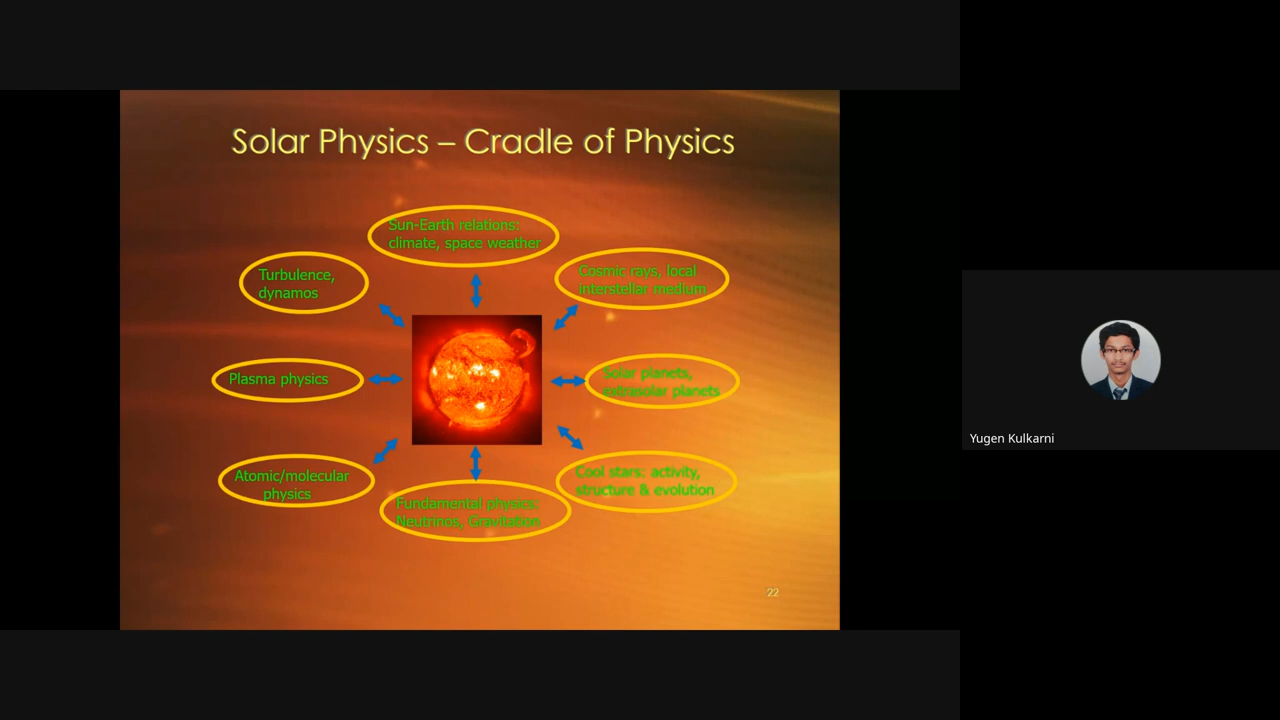 Solar Physics – Cradle of Physics
Sun-Earth relations:
climate, space weather
Turbulence,
dynamos
Cosmic rays, local
interstellar medium
Plasma physics
Solar planets,
extrasolar planets
Atomic/molecular
physics
Cool stars: activity,
structure & evolution
Fundamental physics:
Neutrinos, Gravitation
22
Yugen Kulkarni